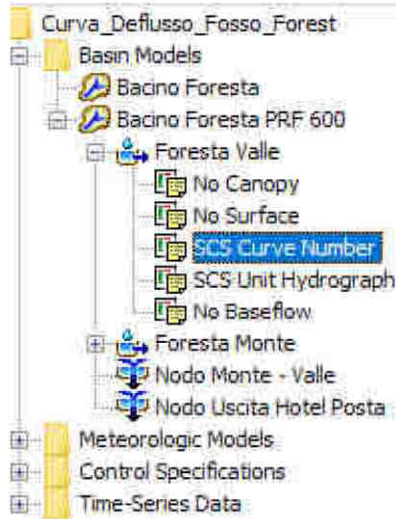 Curva_Deflusso_Fosso_Forest
Basin Models
Bacino Foresta
Bacino Foresta PRF 600
Foresta Valle
No Canopy
No Surface
SCS Curve Number
SCS Unit Hydrograph
No Baseflow
Foresta Monte
Nodo Monte - Valle
Nodo Uscita Hotel Posta
Meteorologic Models
Control Specifications
Time-Series Data